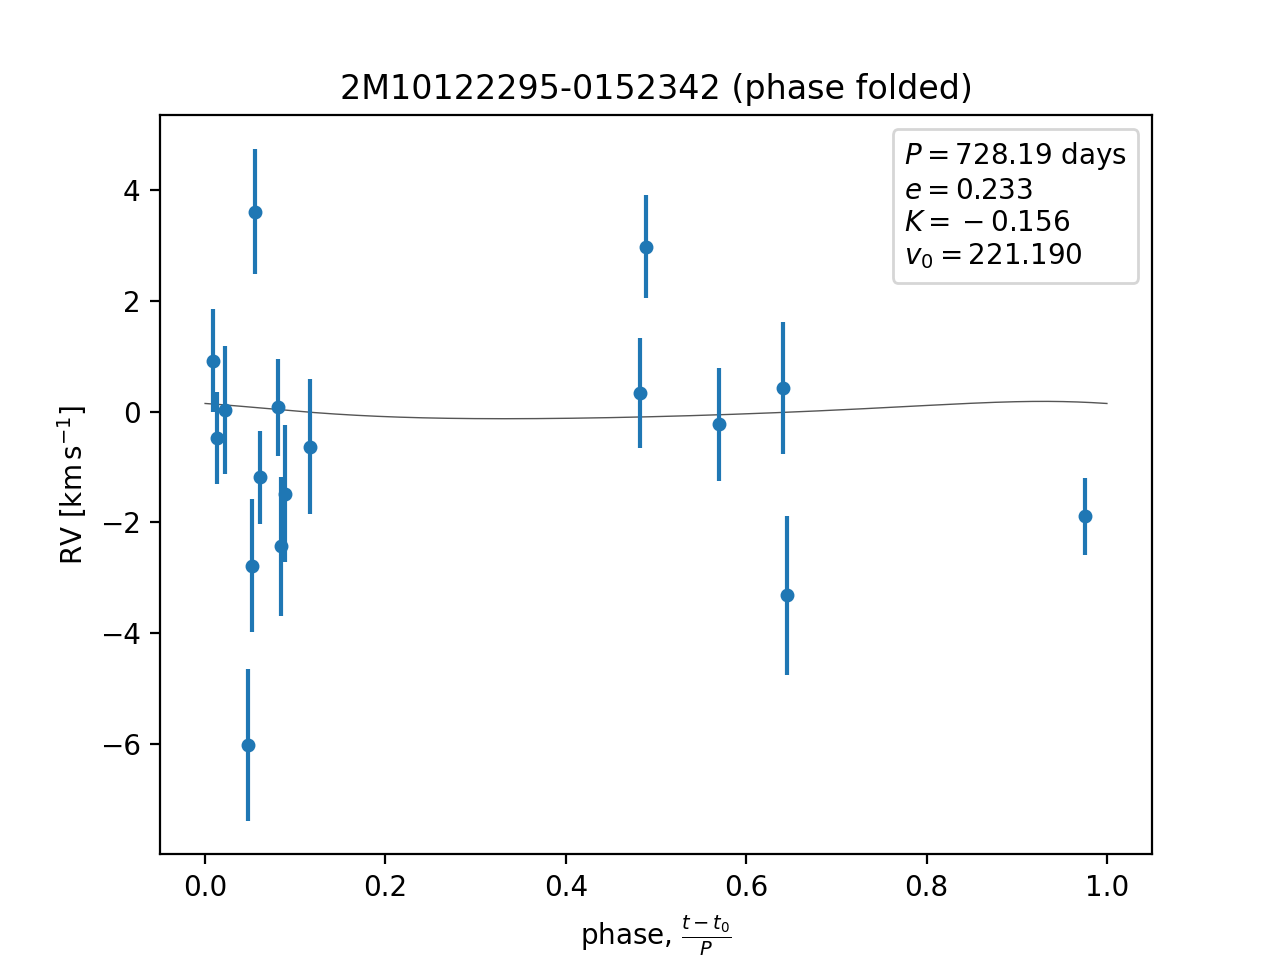 2M10122295-0152342 (phase folded)
P = 728.19 days
e = 0.233
K = −0.156
v₀ = 221.190
4
2
0
−2
−4
−6
RV [km s⁻¹]
0.0 0.2 0.4 0.6 0.8 1.0
phase, (t − t₀)/P